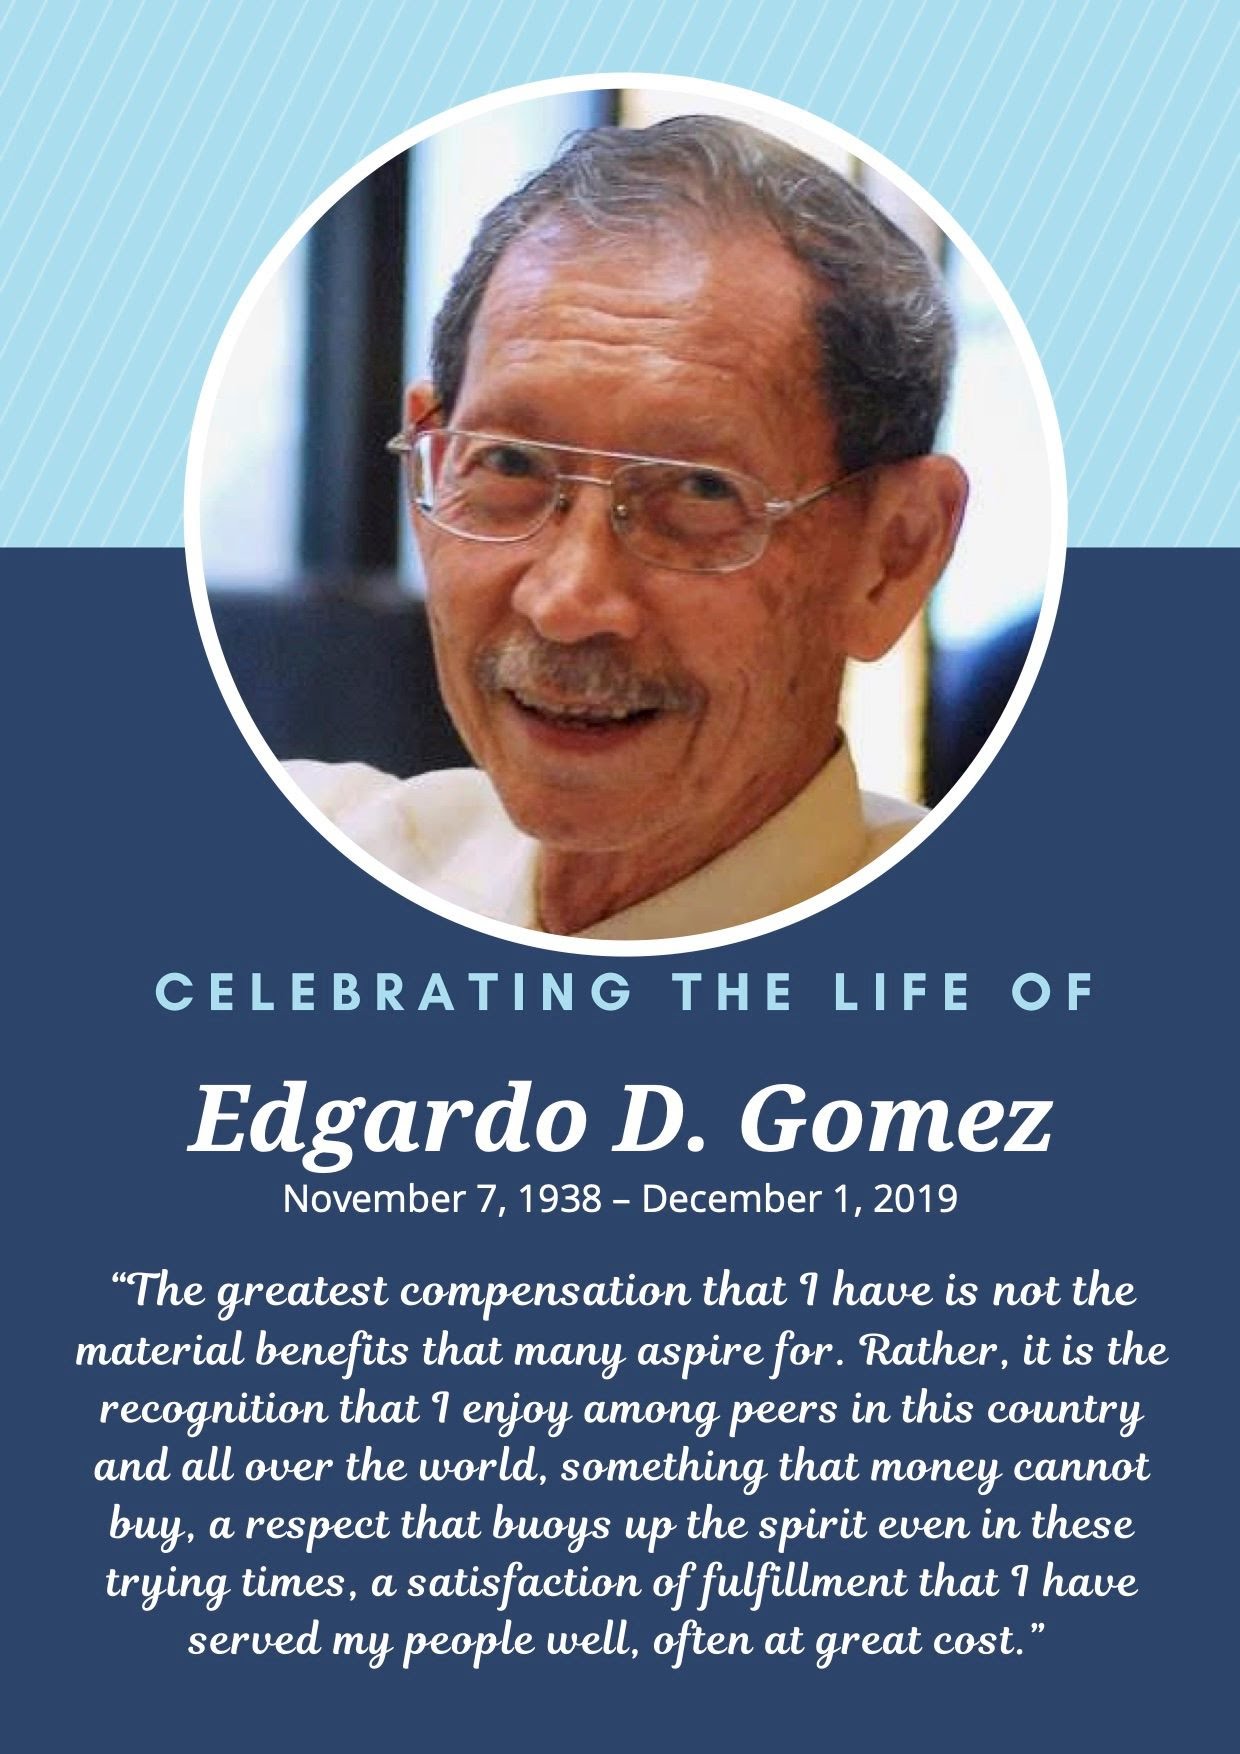 CELEBRATING THE LIFE OF
Edgardo D. Gomez
November 7, 1938 – December 1, 2019
“The greatest compensation that I have is not the
material benefits that many aspire for. Rather, it is the
recognition that I enjoy among peers in this country
and all over the world, something that money cannot
buy, a respect that buoys up the spirit even in these
trying times, a satisfaction of fulfillment that I have
served my people well, often at great cost.”